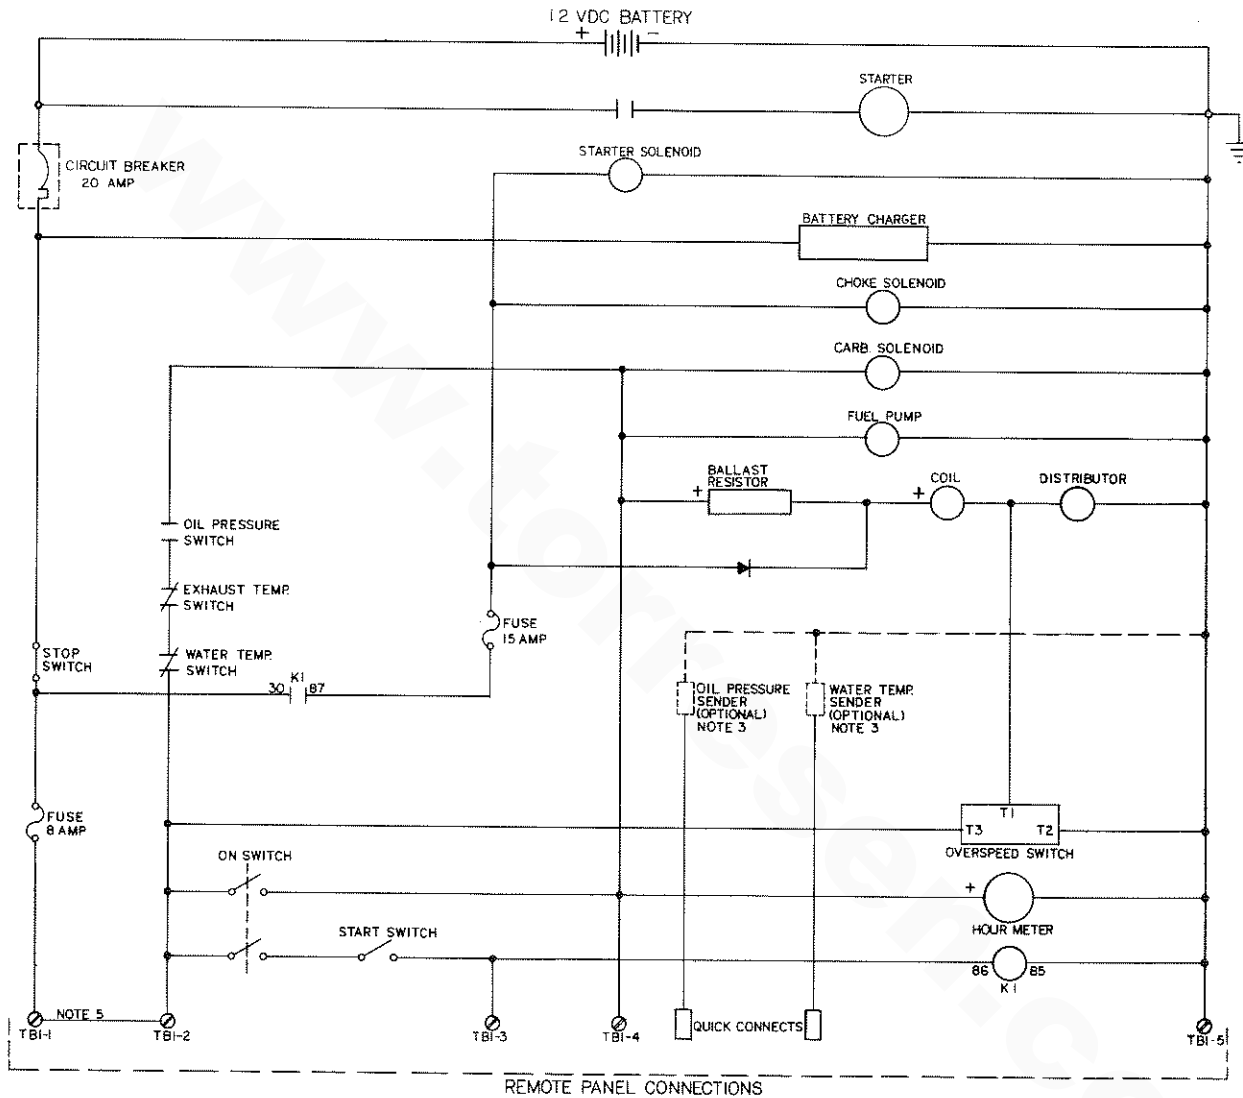 12 VDC BATTERY
+ −
STARTER
STARTER SOLENOID
CIRCUIT BREAKER
20 AMP
BATTERY CHARGER
CHOKE SOLENOID
CARB. SOLENOID
FUEL PUMP
BALLAST
RESISTOR
+
COIL
+
DISTRIBUTOR
OIL PRESSURE
SWITCH
EXHAUST TEMP.
SWITCH
FUSE
15 AMP
STOP
SWITCH
WATER TEMP.
SWITCH
K1
30 87
OIL PRESSURE
SENDER
(OPTIONAL)
NOTE 3
WATER TEMP.
SENDER
(OPTIONAL)
NOTE 3
FUSE
8 AMP
T1
T3 T2
OVERSPEED SWITCH
ON SWITCH
+
HOUR METER
START SWITCH
86 85
K1
NOTE 5
QUICK CONNECTS
TB1-1 TB1-2 TB1-3 TB1-4 TB1-5
REMOTE PANEL CONNECTIONS
www.torresen.c